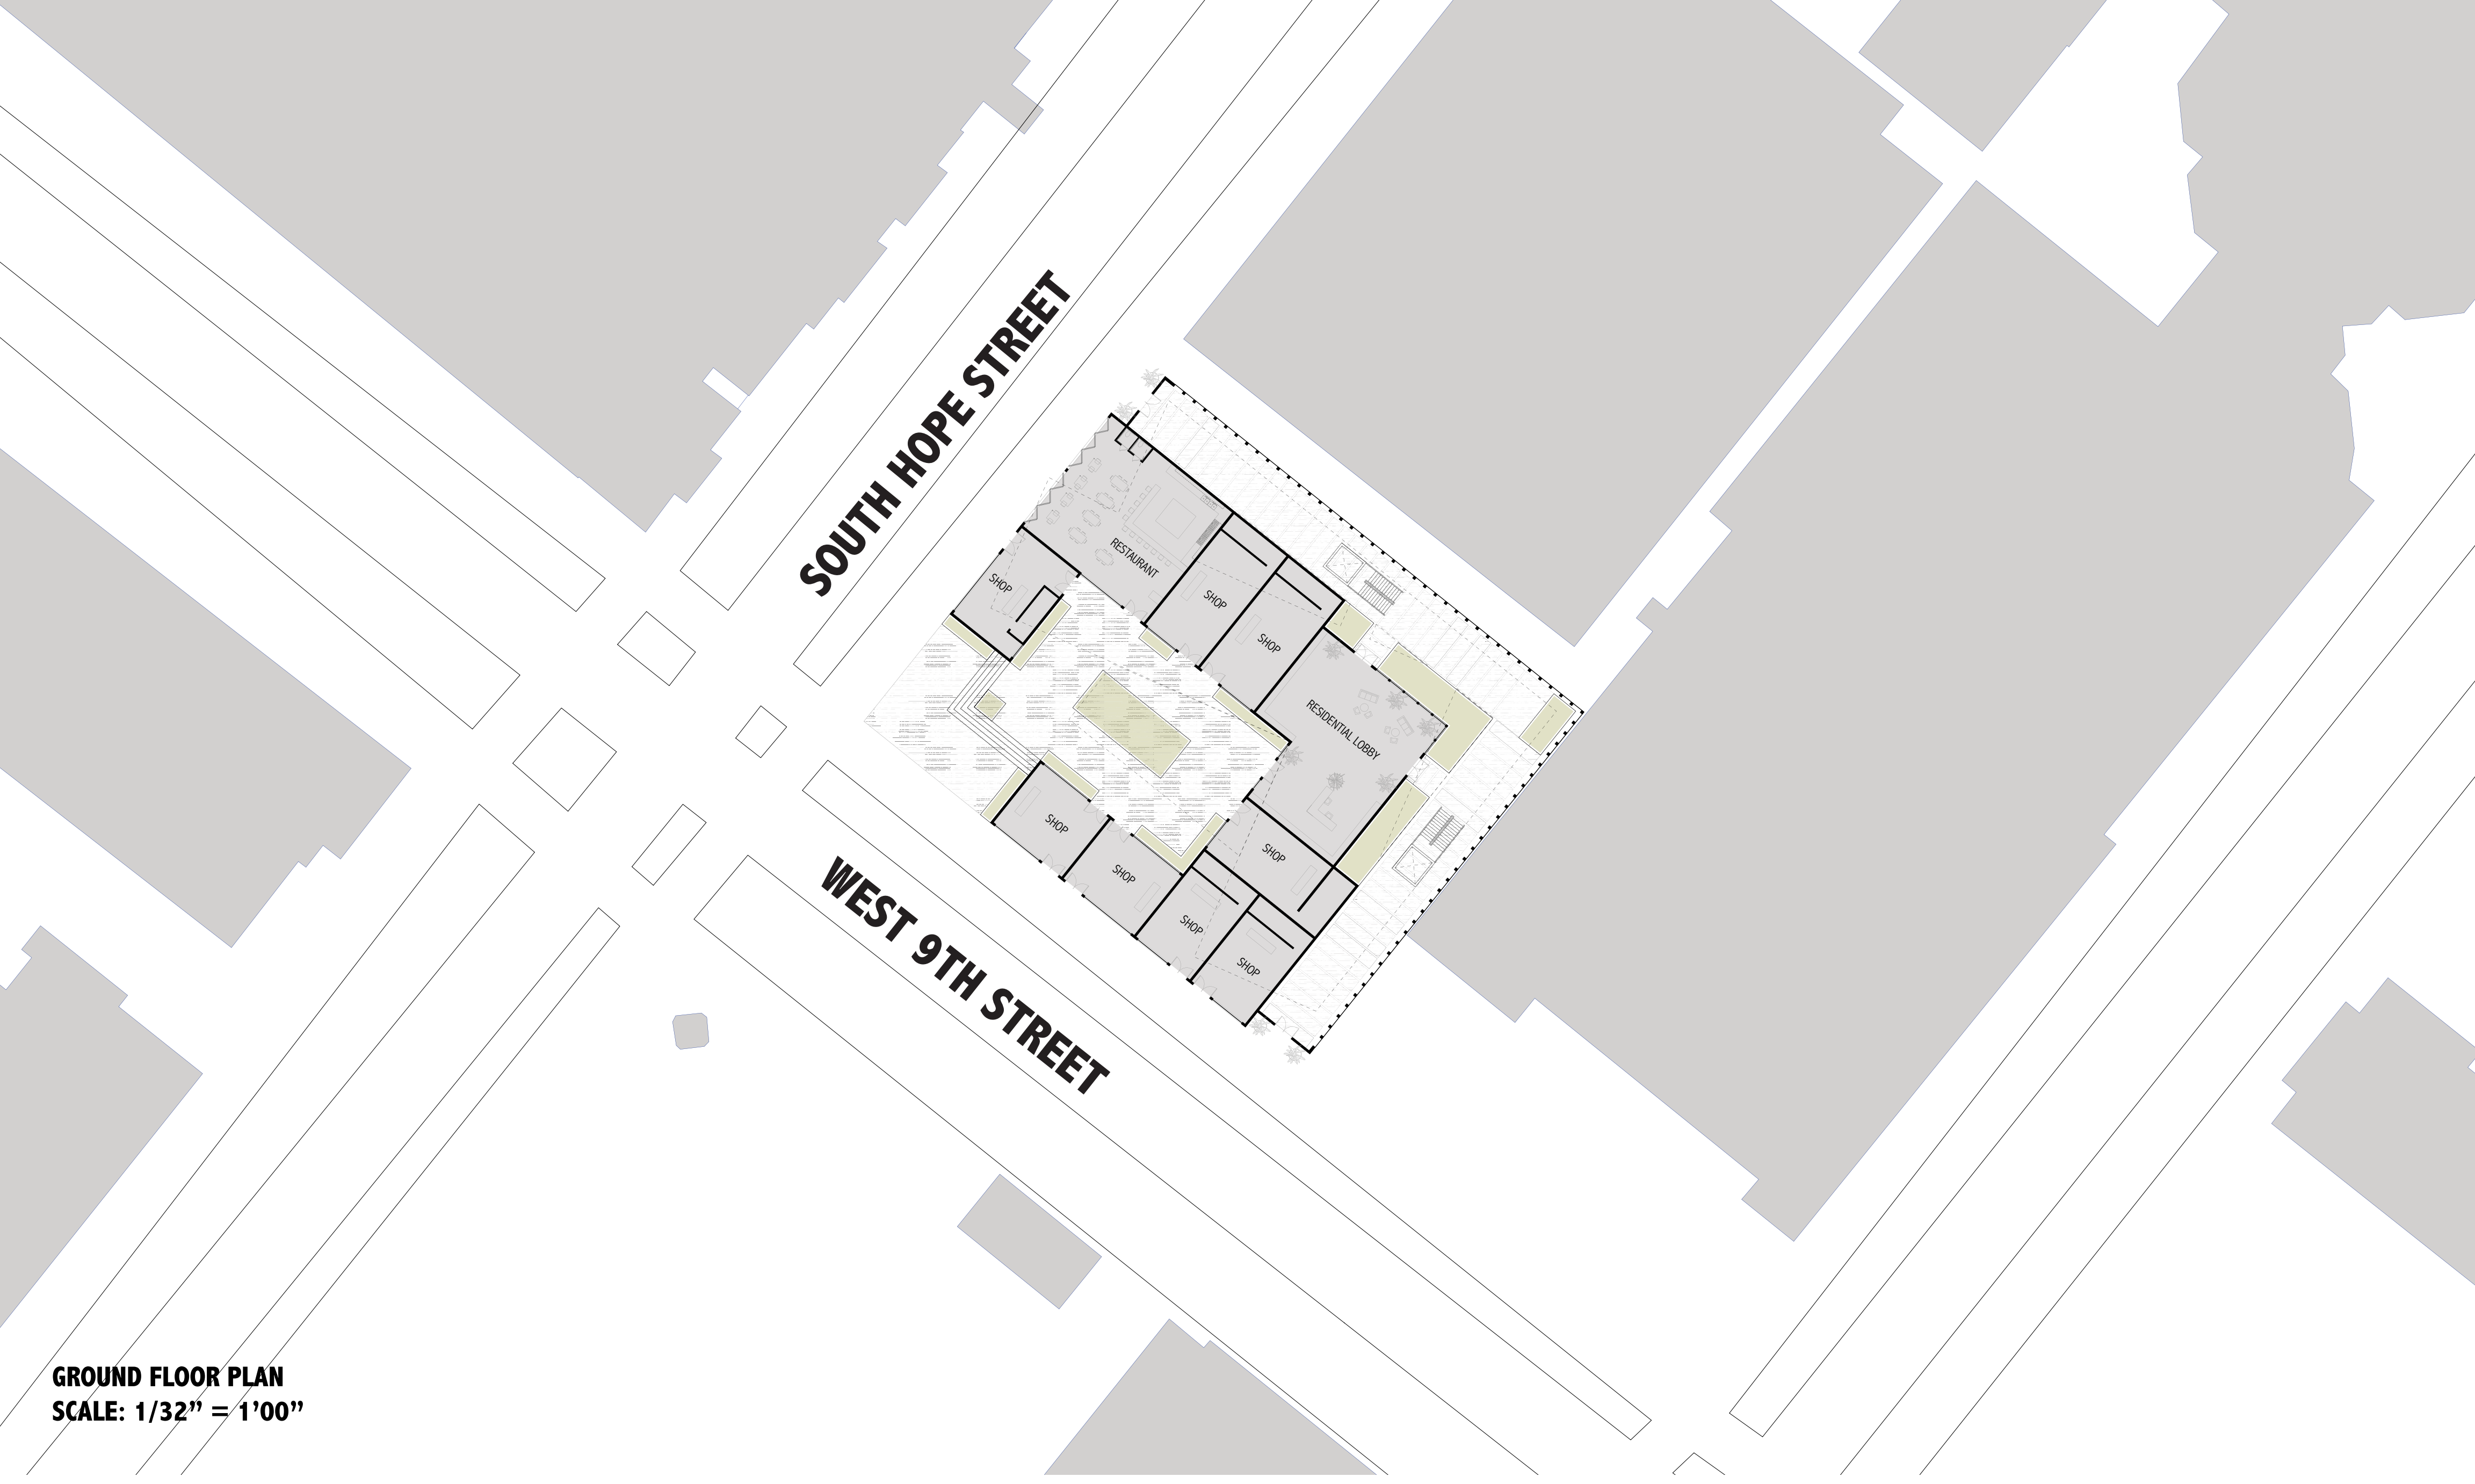 SOUTH HOPE STREET
RESTAURANT
SHOP
SHOP
SHOP
RESIDENTIAL LOBBY
SHOP
SHOP
SHOP
SHOP
SHOP
WEST 9TH STREET
GROUND FLOOR PLAN
SCALE: 1/32” = 1’00”